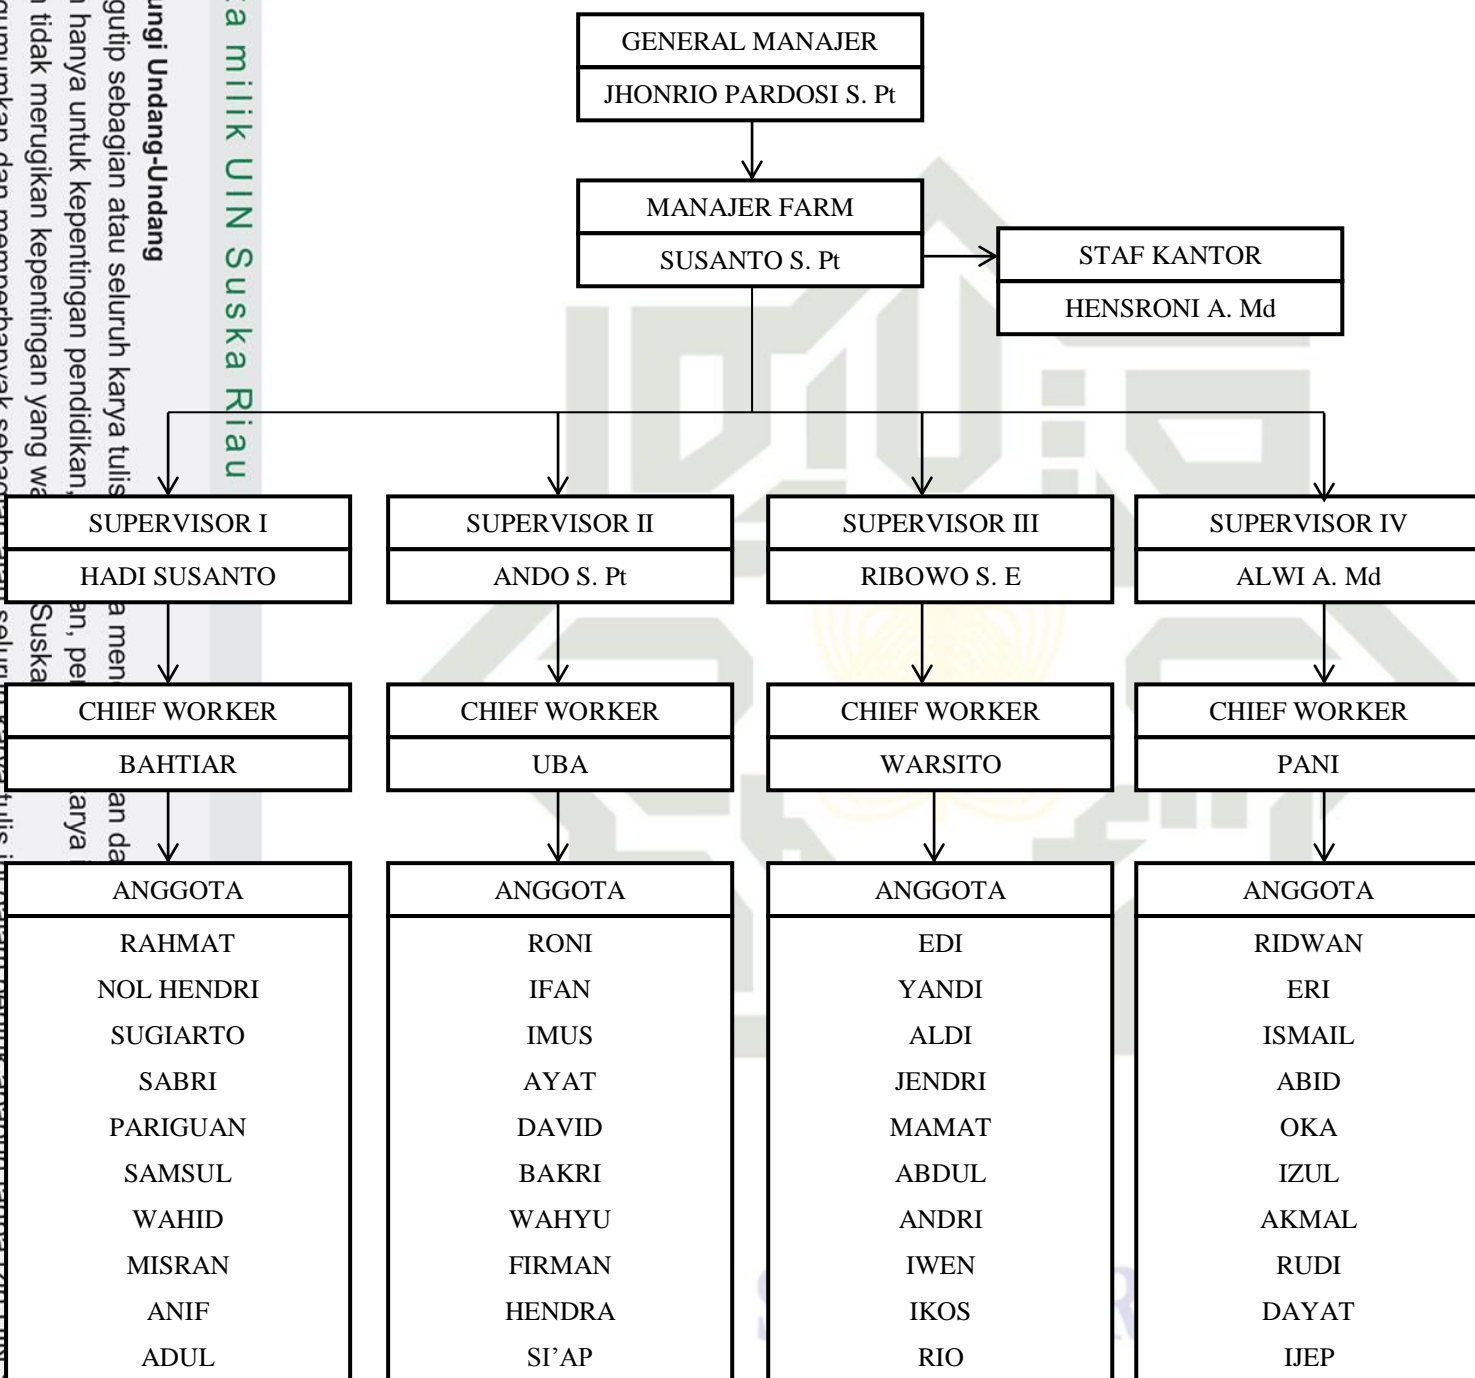 GENERAL MANAJER
JHONRIO PARDOSI S. Pt
MANAJER FARM
SUSANTO S. Pt
STAF KANTOR
HENSRONI A. Md
SUPERVISOR I
HADI SUSANTO
SUPERVISOR II
ANDO S. Pt
SUPERVISOR III
RIBOWO S. E
SUPERVISOR IV
ALWI A. Md
CHIEF WORKER
BAHTIAR
CHIEF WORKER
UBA
CHIEF WORKER
WARSITO
CHIEF WORKER
PANI
ANGGOTA
RAHMAT
NOL HENDRI
SUGIARTO
SABRI
PARIGUAN
SAMSUL
WAHID
MISRAN
ANIF
ADUL
ANGGOTA
RONI
IFAN
IMUS
AYAT
DAVID
BAKRI
WAHYU
FIRMAN
HENDRA
SI’AP
ANGGOTA
EDI
YANDI
ALDI
JENDRI
MAMAT
ABDUL
ANDRI
IWEN
IKOS
RIO
ANGGOTA
RIDWAN
ERI
ISMAIL
ABID
OKA
IZUL
AKMAL
RUDI
DAYAT
IJEP
milik UIN Suska Riau
Undang-Undang
sebagian atau seluruh karya tulis
hanya untuk kepentingan pendidikan,
tidak merugikan kepentingan yang
Suska
dan memperbanyak